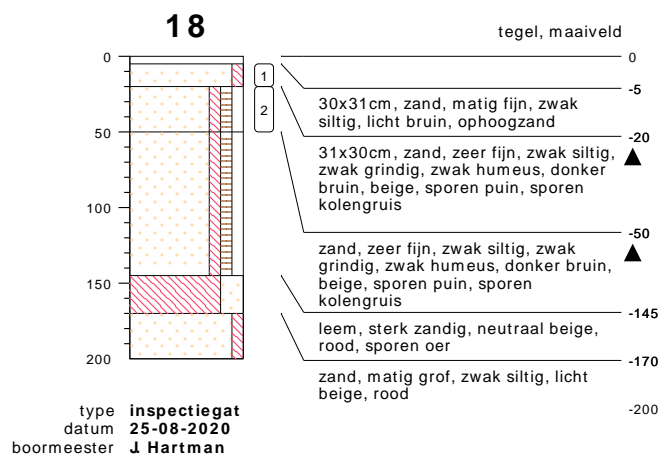 18
tegel, maaiveld
0
0
-5
1
30x31cm, zand, matig fijn, zwak
siltig, licht bruin, ophoogzand
-20
2
31x30cm, zand, zeer fijn, zwak siltig,
zwak grindig, zwak humeus, donker
bruin, beige, sporen puin, sporen
kolengruis
50
-50
zand, zeer fijn, zwak siltig, zwak
grindig, zwak humeus, donker bruin,
beige, sporen puin, sporen
kolengruis
100
150
-145
leem, sterk zandig, neutraal beige,
rood, sporen oer
-170
zand, matig grof, zwak siltig, licht
beige, rood
200
-200
type inspectiegat
datum 25-08-2020
boormeester J. Hartman